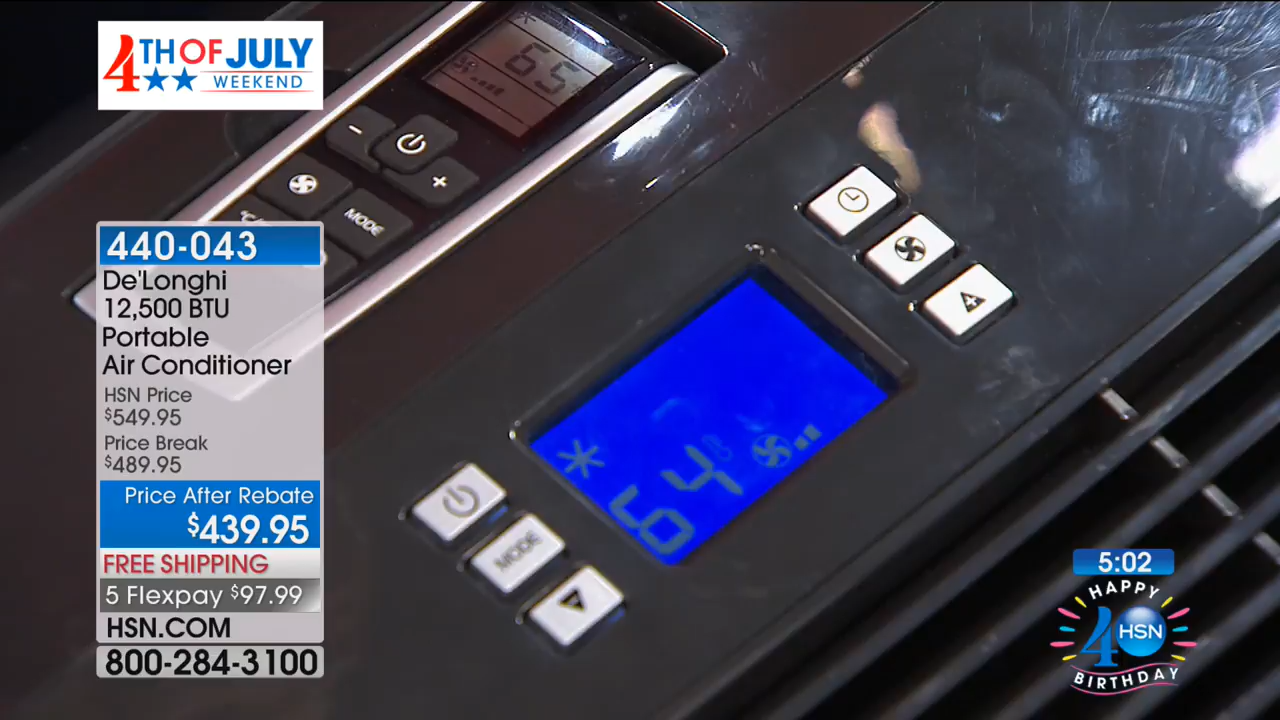 4TH OF JULY
WEEKEND
65
MODE
440-043
De'Longhi
12,500 BTU
Portable
Air Conditioner
HSN Price
$549.95
Price Break
$489.95
Price After Rebate
$439.95
FREE SHIPPING
5 Flexpay $97.99
HSN.COM
800-284-3100
64
MODE
5:02
HAPPY
40 HSN
BIRTHDAY